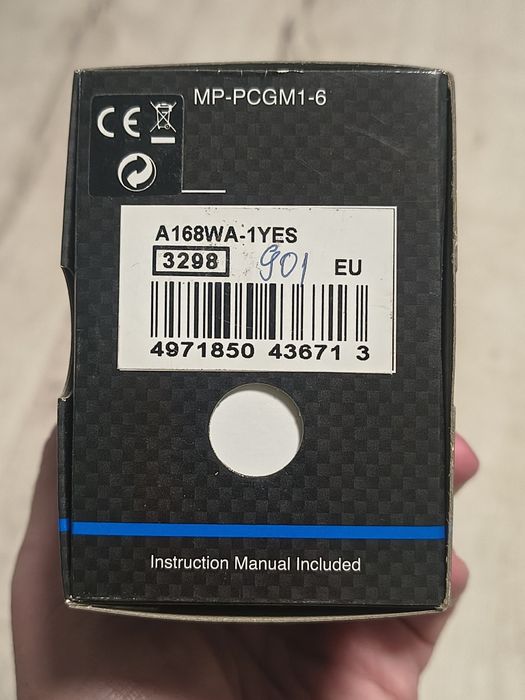 MP-PCGM1-6
CE
A168WA-1YES
3298 901 EU
4971850 43671 3
Instruction Manual Included